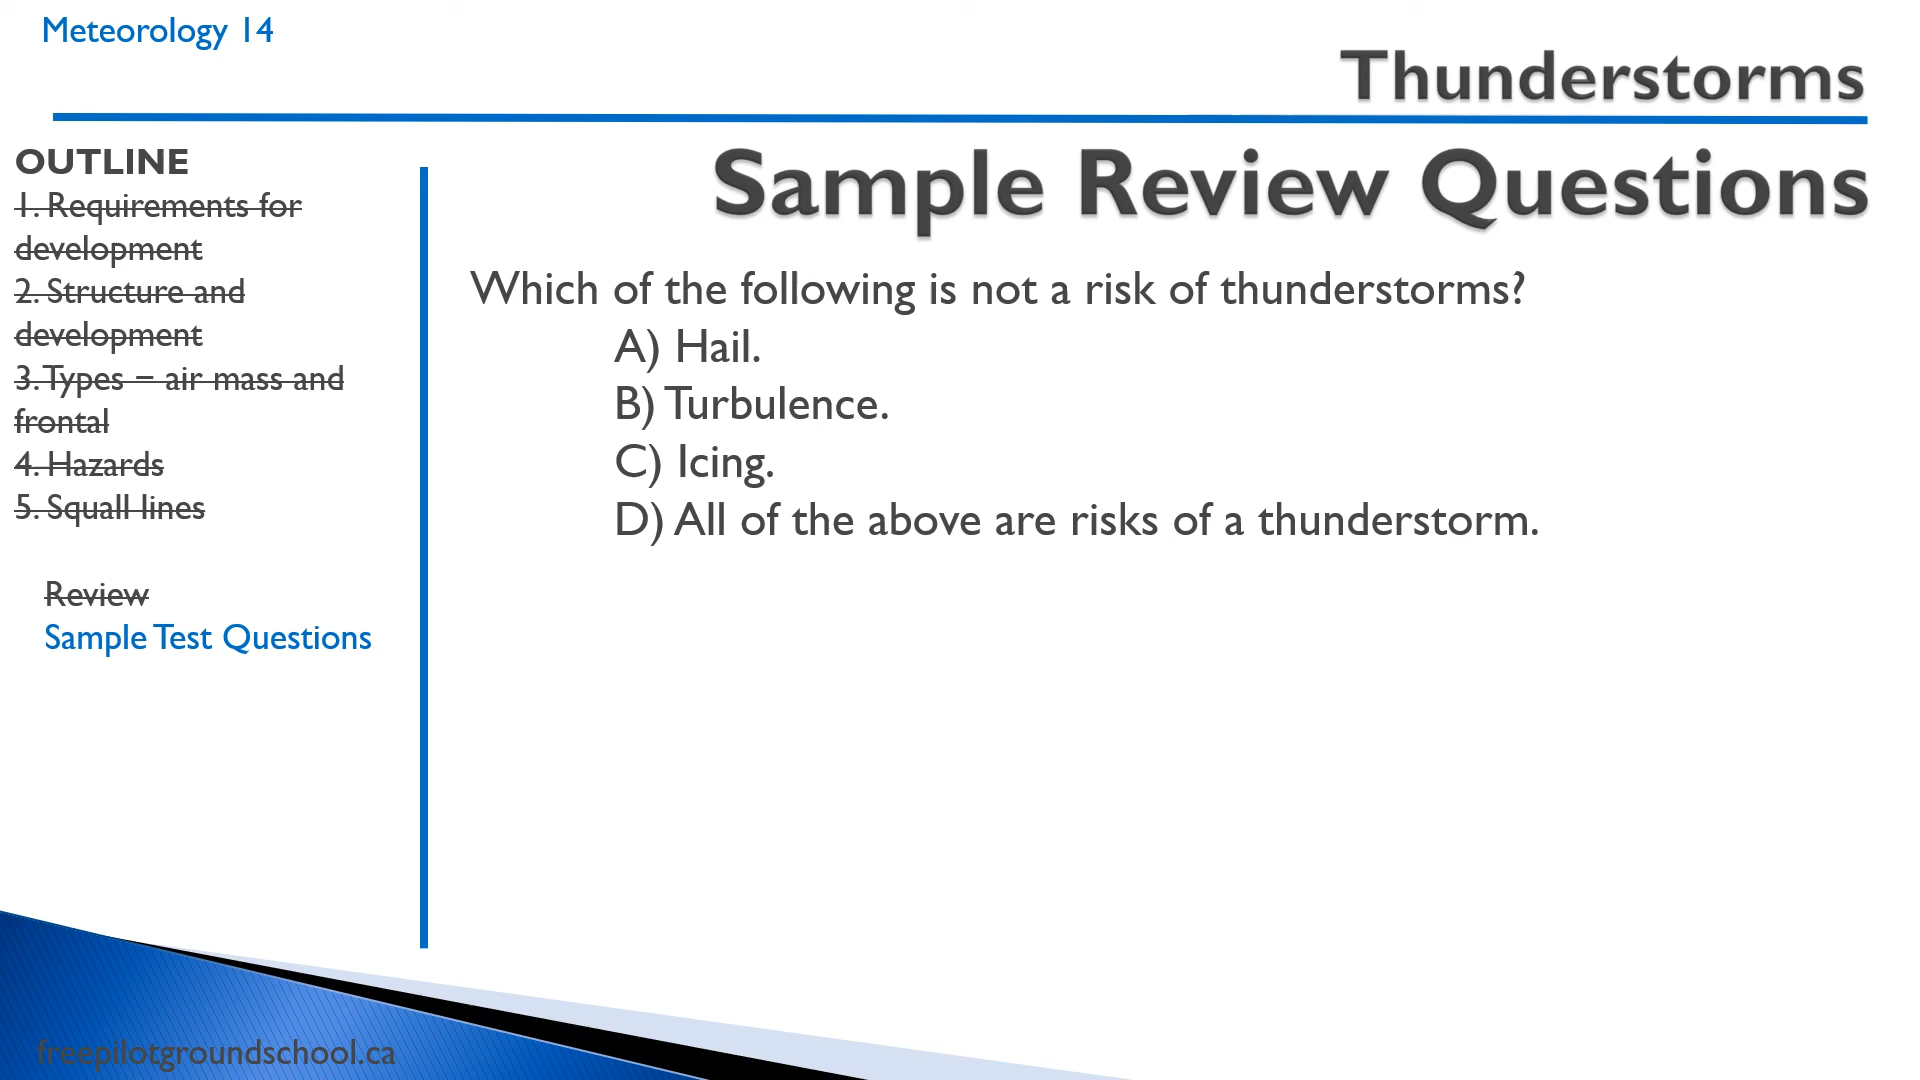 Meteorology 14
Thunderstorms
OUTLINE
1. Requirements for
development
2. Structure and
development
3. Types – air mass and
frontal
4. Hazards
5. Squall lines
Review
Sample Test Questions
Sample Review Questions
Which of the following is not a risk of thunderstorms?
A) Hail.
B) Turbulence.
C) Icing.
D) All of the above are risks of a thunderstorm.
freepilotgroundschool.ca